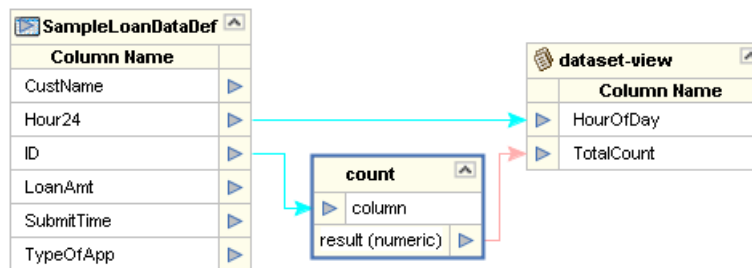 SampleLoanDataDef
Column Name
CustName
Hour24
ID
LoanAmt
SubmitTime
TypeOfApp
count
column
result (numeric)
dataset-view
Column Name
HourOfDay
TotalCount